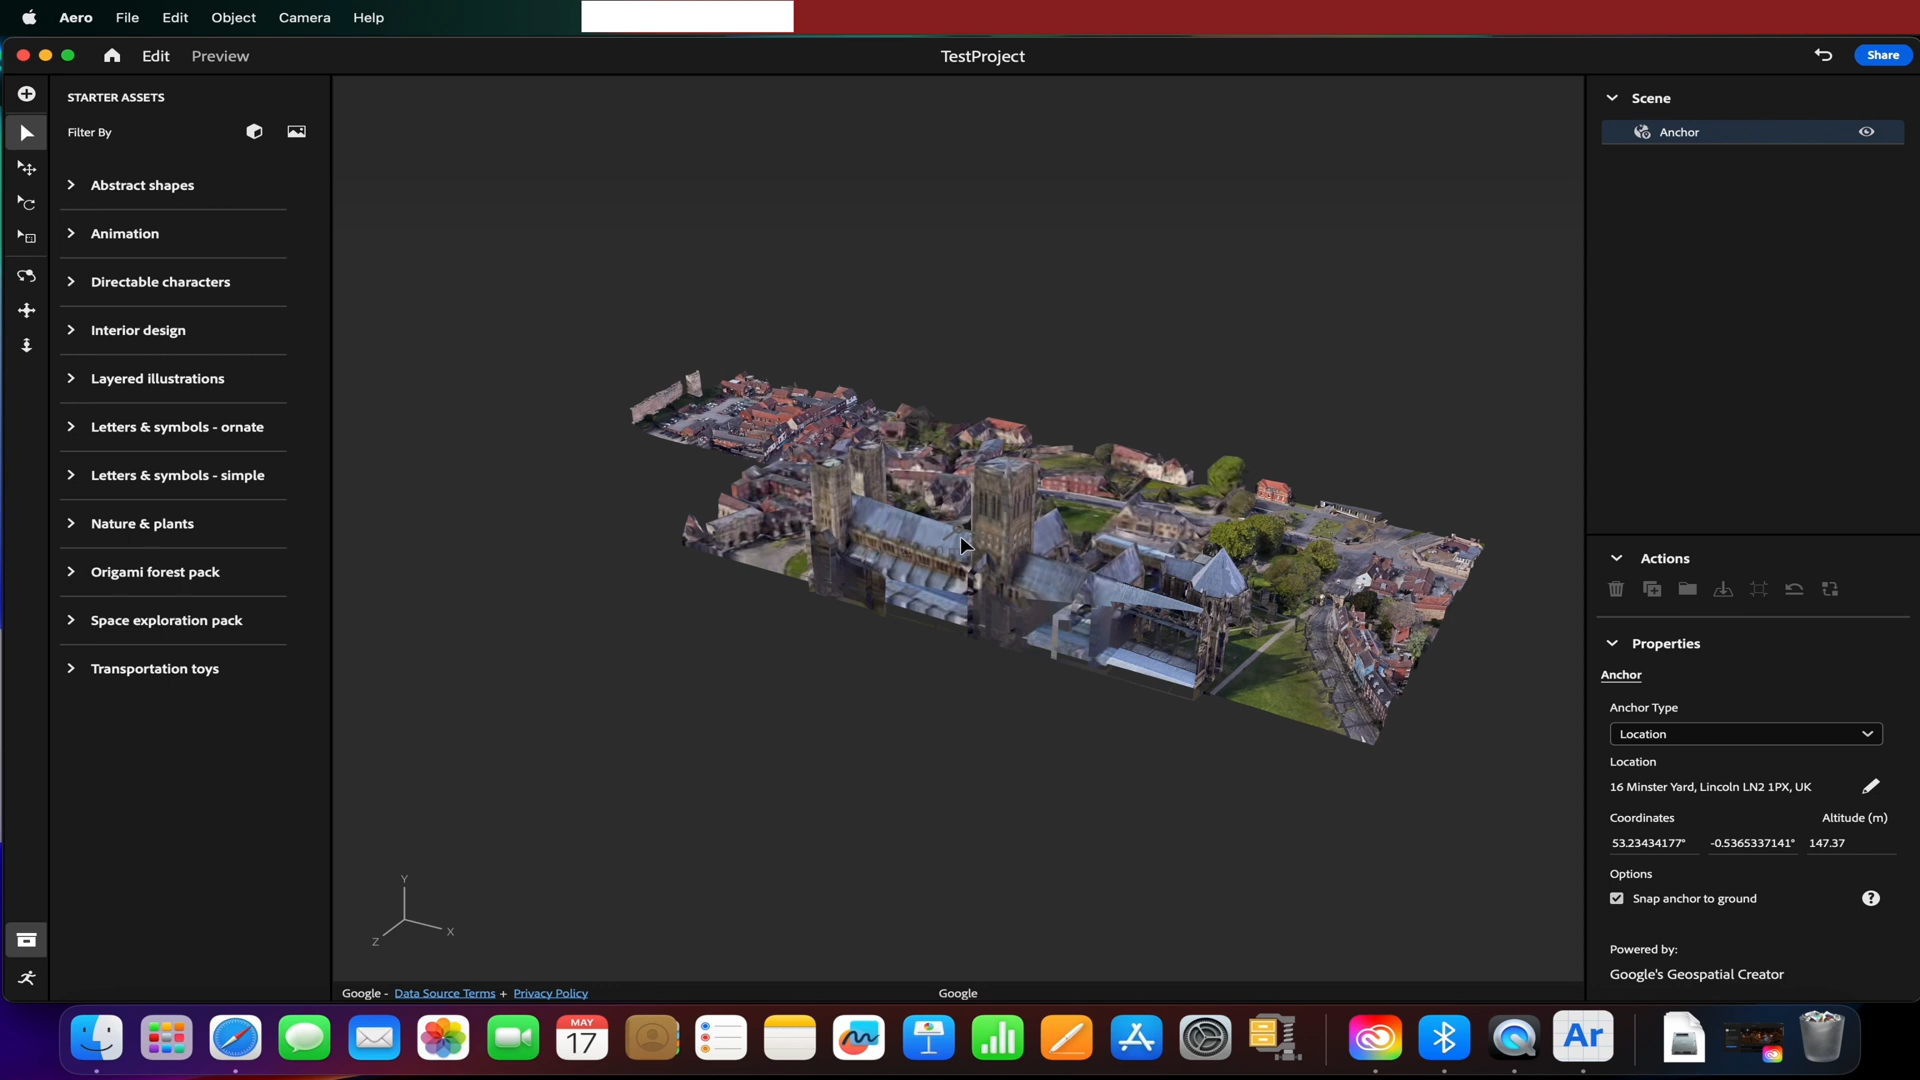 Aero File Edit Object Camera Help
Edit Preview TestProject Share
STARTER ASSETS
Filter By
Abstract shapes
Animation
Directable characters
Interior design
Layered illustrations
Letters & symbols - ornate
Letters & symbols - simple
Nature & plants
Origami forest pack
Space exploration pack
Transportation toys
Y
Z
X
Google - Data Source Terms + Privacy Policy
Google
Scene
Anchor
Actions
Properties
Anchor
Anchor Type
Location
Location
16 Minster Yard, Lincoln LN2 1PX, UK
Coordinates Altitude (m)
53.23434177° -0.5365337141° 147.37
Options
Snap anchor to ground ?
Powered by:
Google's Geospatial Creator
MAY
17
Ar